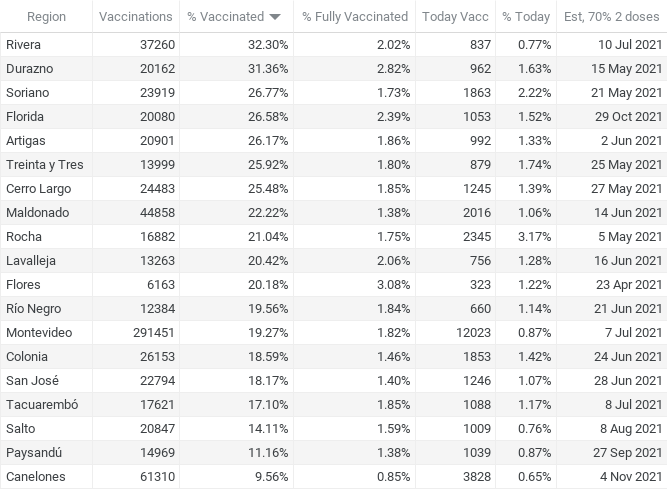 Region Vaccinations % Vaccinated % Fully Vaccinated Today Vacc % Today Est, 70% 2 doses
Rivera 37260 32.30% 2.02% 837 0.77% 10 Jul 2021
Durazno 20162 31.36% 2.82% 962 1.63% 15 May 2021
Soriano 23919 26.77% 1.73% 1863 2.22% 21 May 2021
Florida 20080 26.58% 2.39% 1053 1.52% 29 Oct 2021
Artigas 20901 26.17% 1.86% 992 1.33% 2 Jun 2021
Treinta y Tres 13999 25.92% 1.80% 879 1.74% 25 May 2021
Cerro Largo 24483 25.48% 1.85% 1245 1.39% 27 May 2021
Maldonado 44858 22.22% 1.38% 2016 1.06% 14 Jun 2021
Rocha 16882 21.04% 1.75% 2345 3.17% 5 May 2021
Lavalleja 13263 20.42% 2.06% 756 1.28% 16 Jun 2021
Flores 6163 20.18% 3.08% 323 1.22% 23 Apr 2021
Río Negro 12384 19.56% 1.84% 660 1.14% 21 Jun 2021
Montevideo 291451 19.27% 1.82% 12023 0.87% 7 Jul 2021
Colonia 26153 18.59% 1.46% 1853 1.42% 24 Jun 2021
San José 22794 18.17% 1.40% 1246 1.07% 28 Jun 2021
Tacuarembó 17621 17.10% 1.85% 1088 1.17% 8 Jul 2021
Salto 20847 14.11% 1.59% 1009 0.76% 8 Aug 2021
Paysandú 14969 11.16% 1.38% 1039 0.87% 27 Sep 2021
Canelones 61310 9.56% 0.85% 3828 0.65% 4 Nov 2021